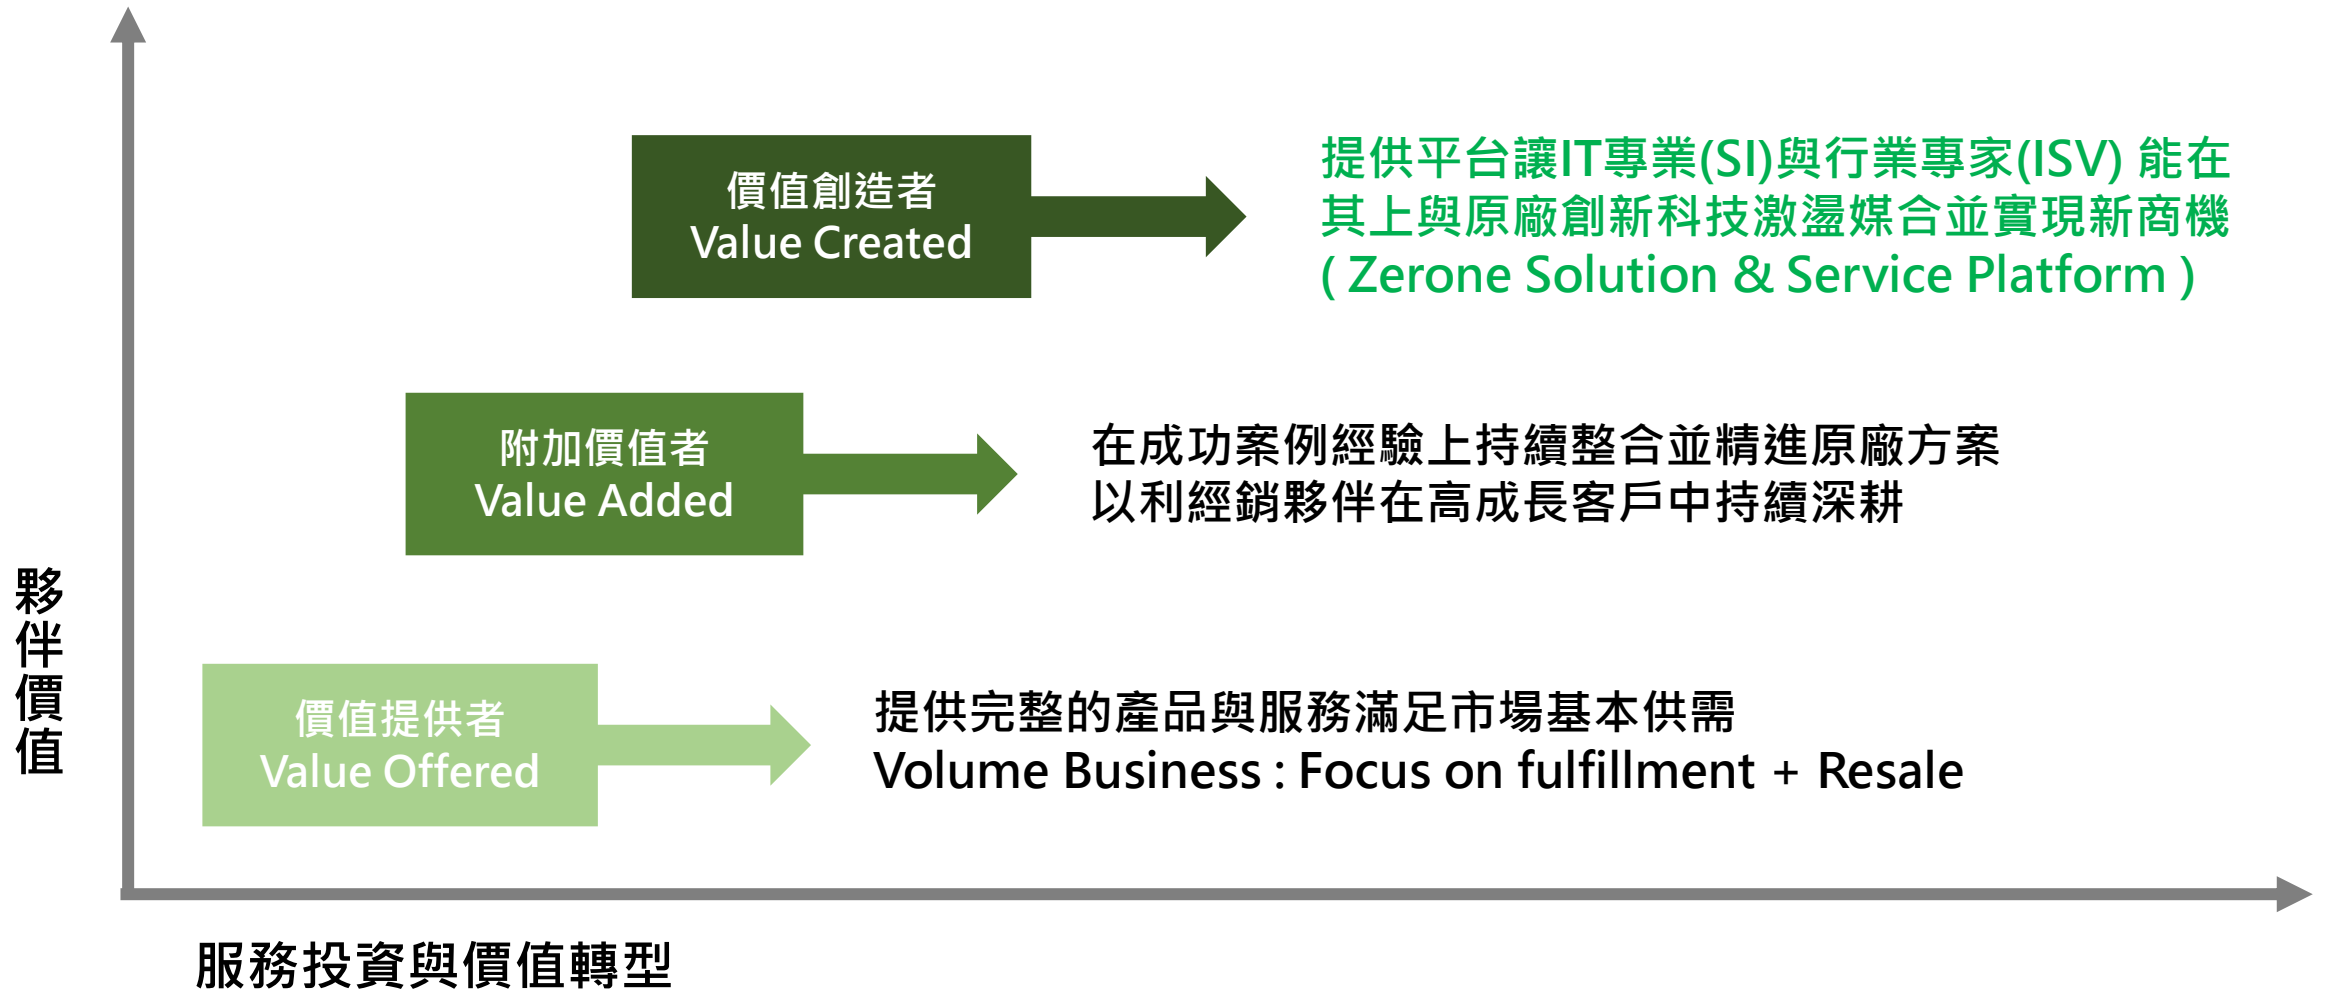 價值創造者
Value Created
提供平台讓IT專業(SI)與行業專家(ISV) 能在
其上與原廠創新科技激盪媒合並實現新商機
( Zerone Solution & Service Platform )
附加價值者
Value Added
在成功案例經驗上持續整合並精進原廠方案
以利經銷夥伴在高成長客戶中持續深耕
夥伴價值
價值提供者
Value Offered
提供完整的產品與服務滿足市場基本供需
Volume Business : Focus on fulfillment + Resale
服務投資與價值轉型